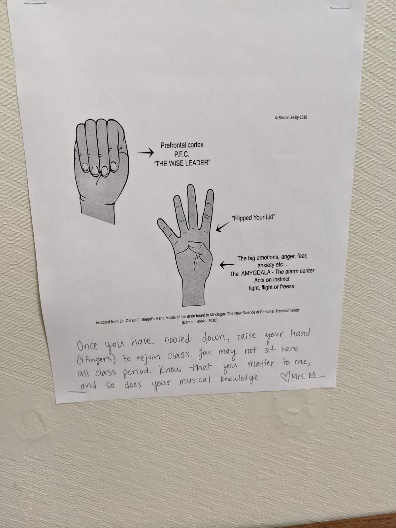 Prefrontal cortex
P.F.C.
"THE WISE LEADER"
"Flipped Your Lid"
The big emotions, anger, fear,
anxiety etc...
The AMYGDALA - The alarm center
Acts on instinct
fight, flight or freeze
Once you have cooled down, raise your hand
to rejoin class. You may not sit here
all class period. Know that you matter to me,
and so does your musical knowledge ♡Mrs. M